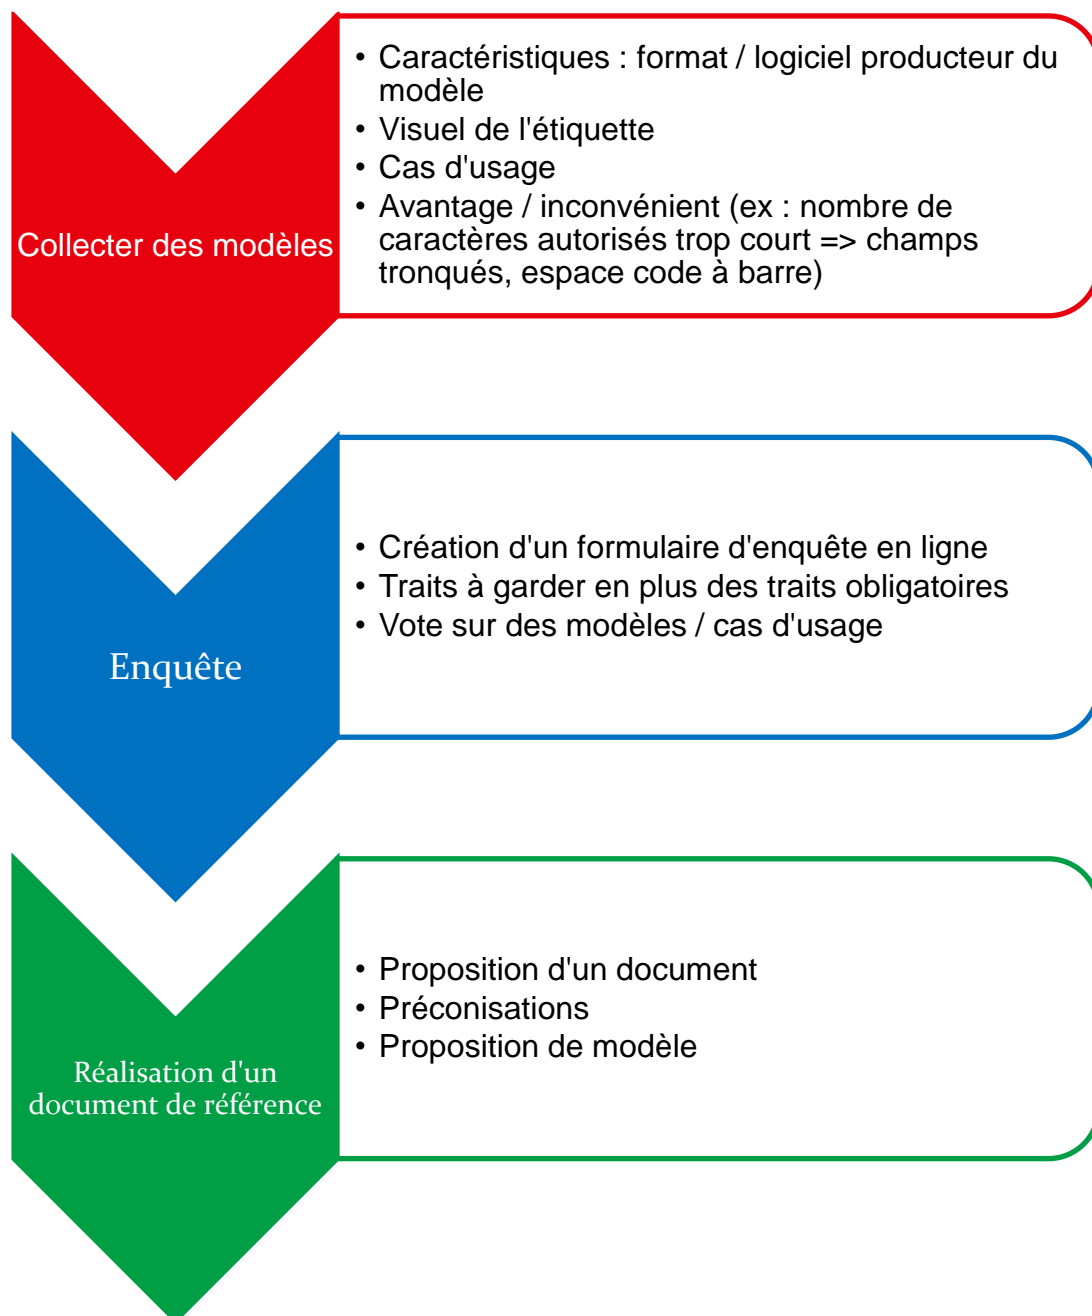 Collecter des modèles
• Caractéristiques : format / logiciel producteur du
modèle
• Visuel de l'étiquette
• Cas d'usage
• Avantage / inconvénient (ex : nombre de
caractères autorisés trop court => champs
tronqués, espace code à barre)
Enquête
• Création d'un formulaire d'enquête en ligne
• Traits à garder en plus des traits obligatoires
• Vote sur des modèles / cas d'usage
Réalisation d'un
document de référence
• Proposition d'un document
• Préconisations
• Proposition de modèle